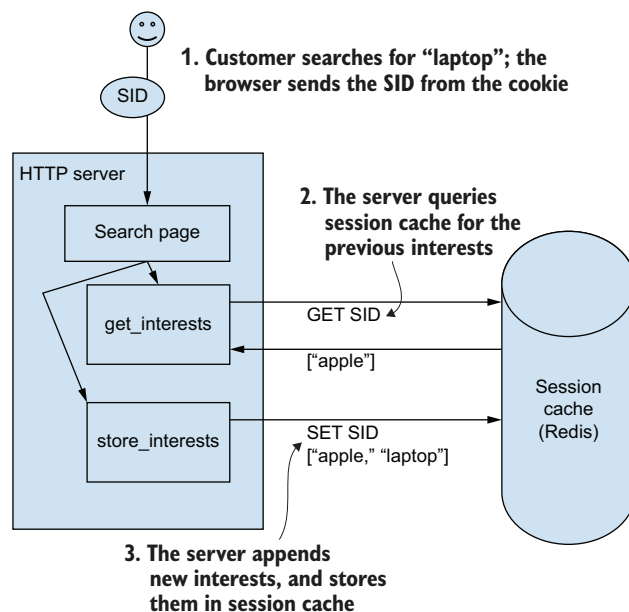 1. Customer searches for “laptop”; the
browser sends the SID from the cookie
SID
HTTP server
Search page
2. The server queries
session cache for the
previous interests
get_interests
GET SID
[“apple”]
Session
cache
(Redis)
store_interests
SET SID
[“apple,” “laptop”]
3. The server appends
new interests, and stores
them in session cache